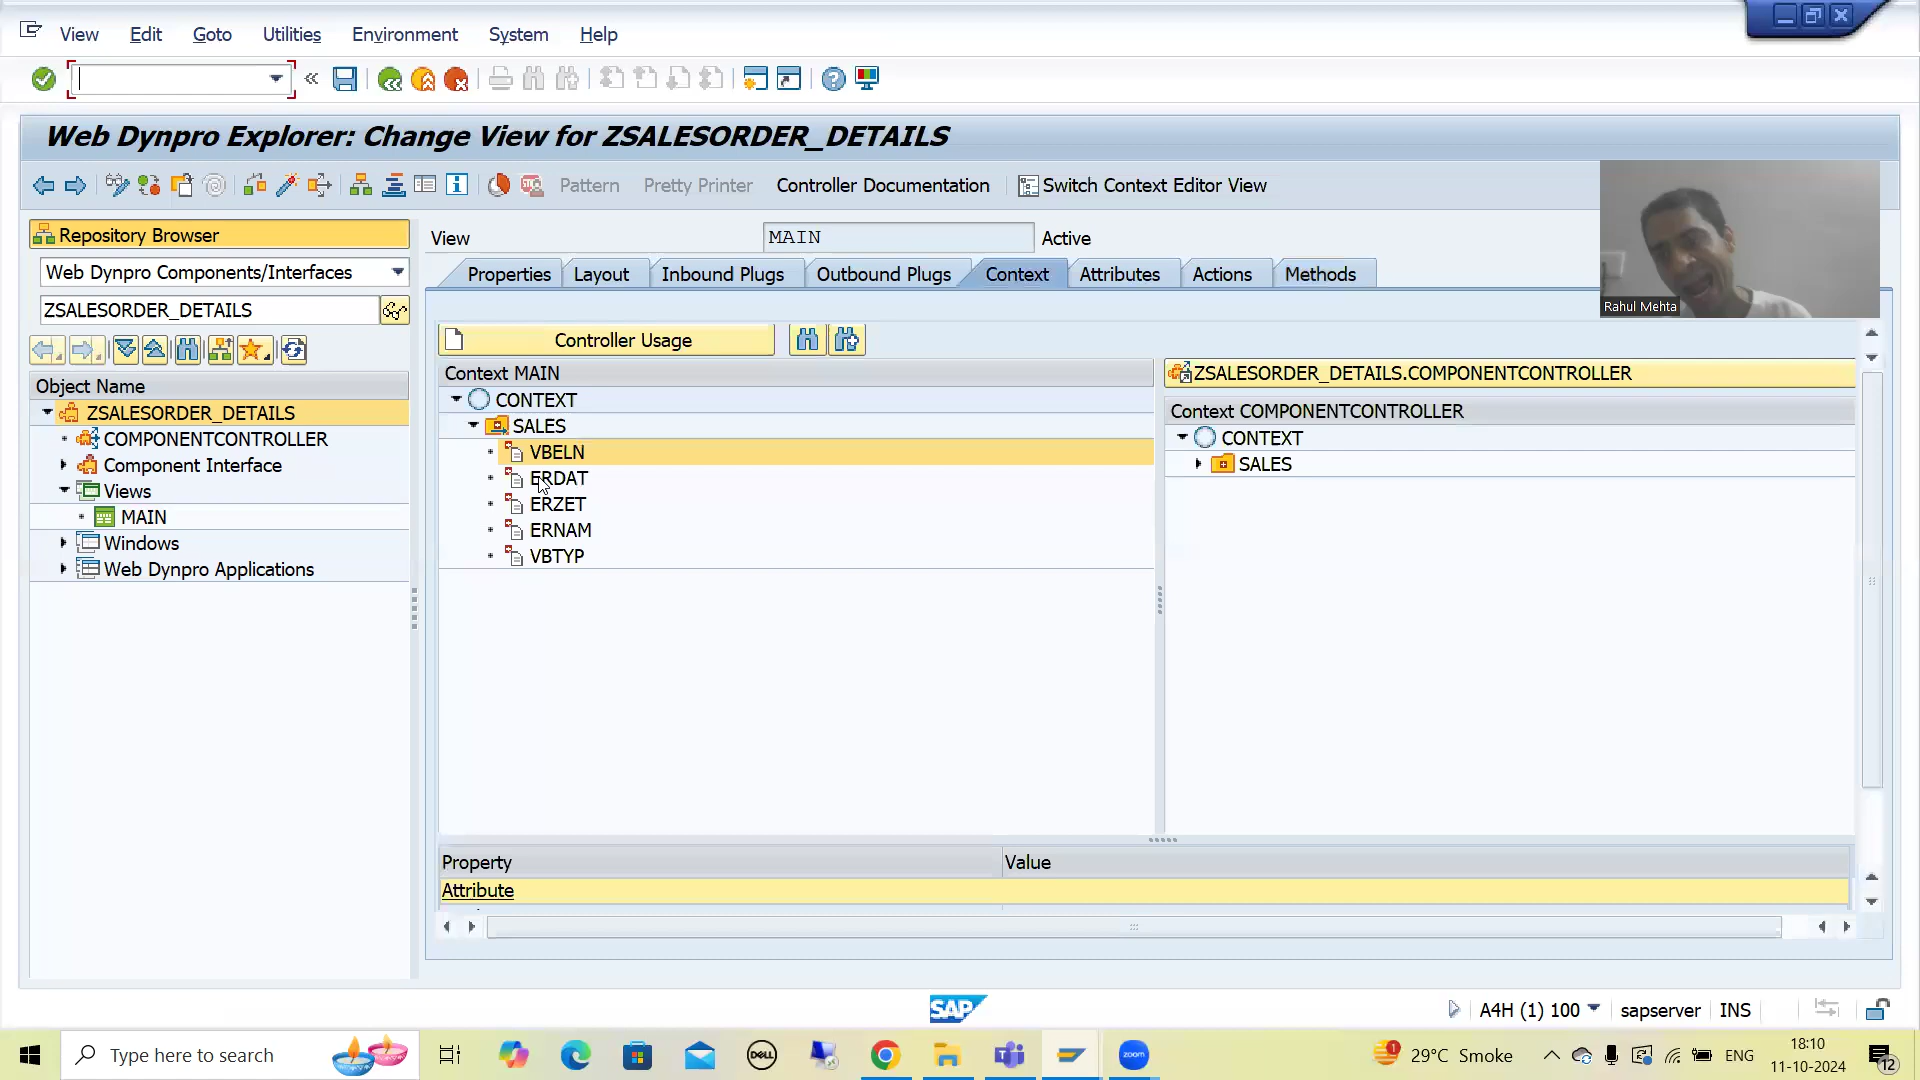 View Edit Goto Utilities Environment System Help
Web Dynpro Explorer: Change View for ZSALESORDER_DETAILS
Pattern Pretty Printer Controller Documentation Switch Context Editor View
Repository Browser
Web Dynpro Components/Interfaces
ZSALESORDER_DETAILS
Object Name
ZSALESORDER_DETAILS
COMPONENTCONTROLLER
Component Interface
Views
MAIN
Windows
Web Dynpro Applications
View MAIN Active
Properties Layout Inbound Plugs Outbound Plugs Context Attributes Actions Methods
Controller Usage
Context MAIN
CONTEXT
SALES
VBELN
ERDAT
ERZET
ERNAM
VBTYP
ZSALESORDER_DETAILS.COMPONENTCONTROLLER
Context COMPONENTCONTROLLER
CONTEXT
SALES
Property Value
Attribute
Rahul Mehta
SAP
A4H (1) 100 sapserver INS
Type here to search
DELL
zoom
1
29°C Smoke
ENG
18:10
11-10-2024
12